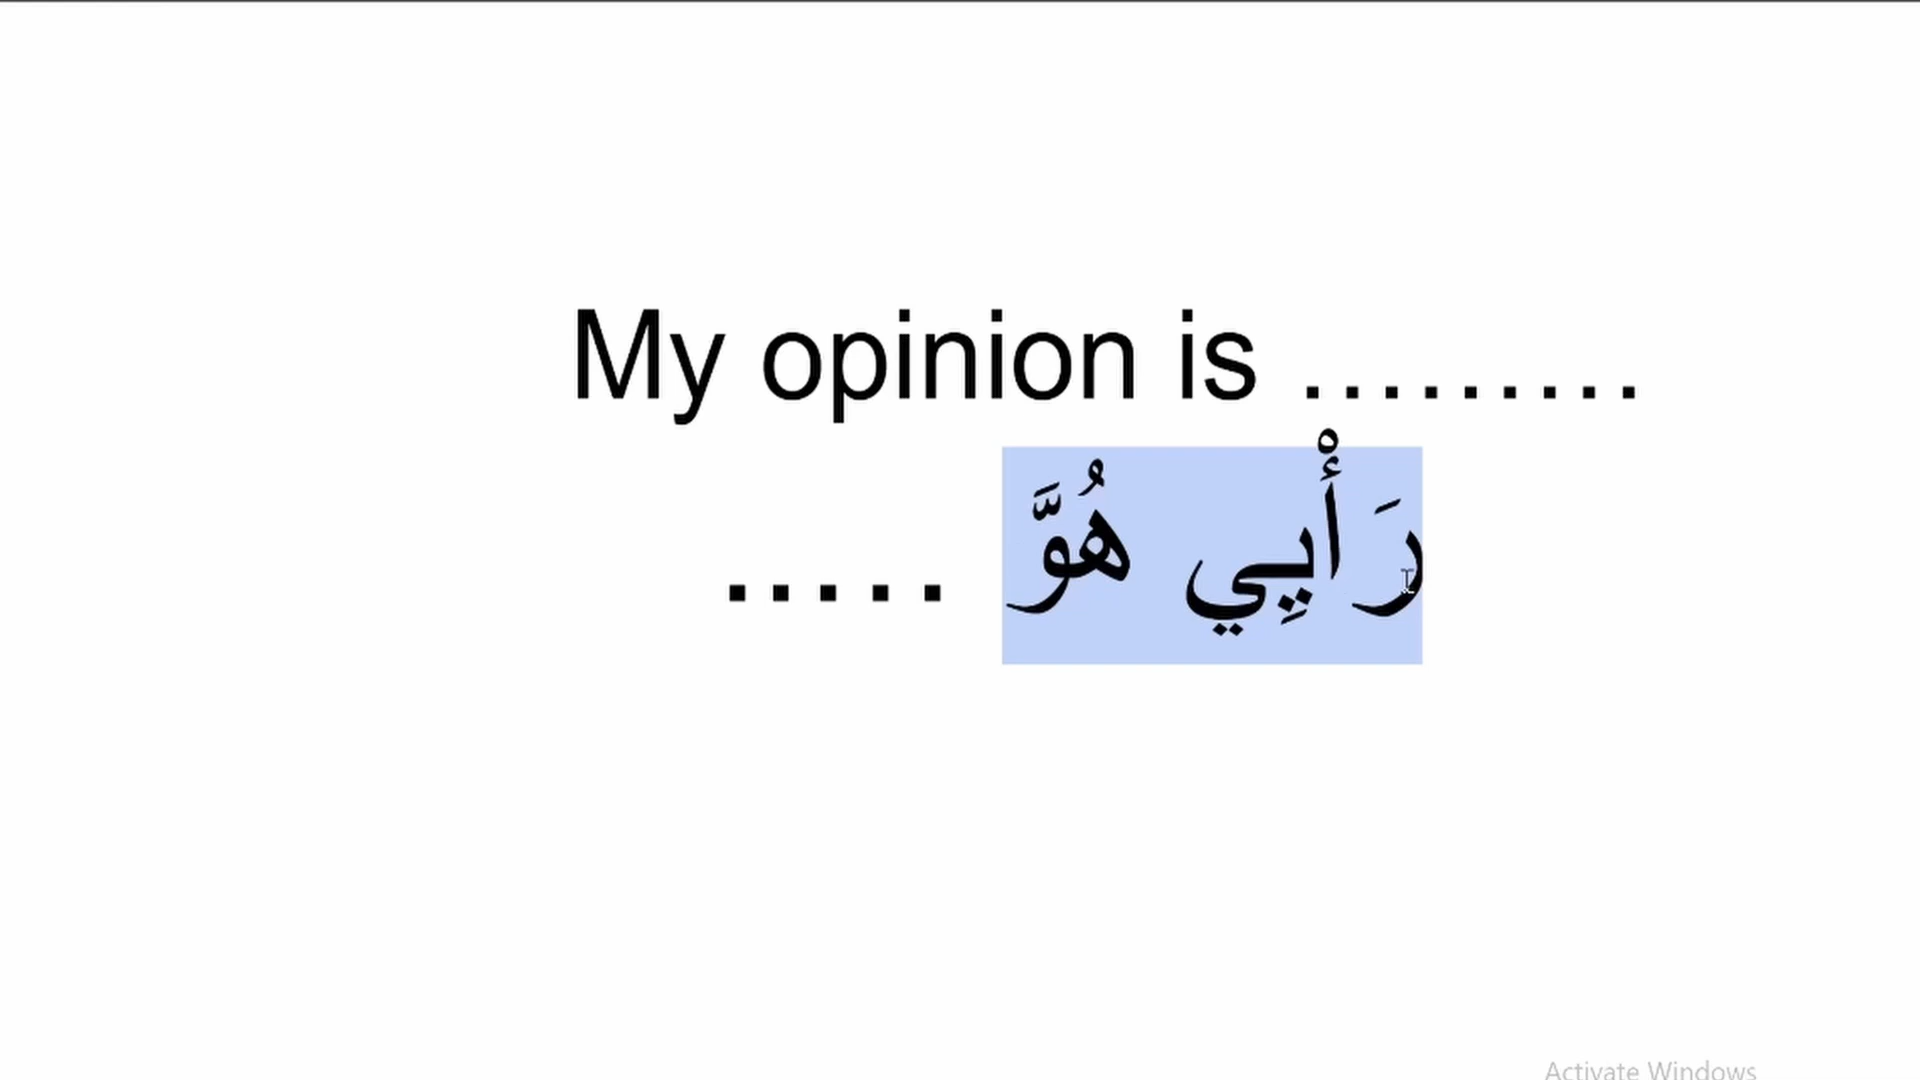 My opinion is .........
رَأْيِي هُوَّ .....
Activate Windows